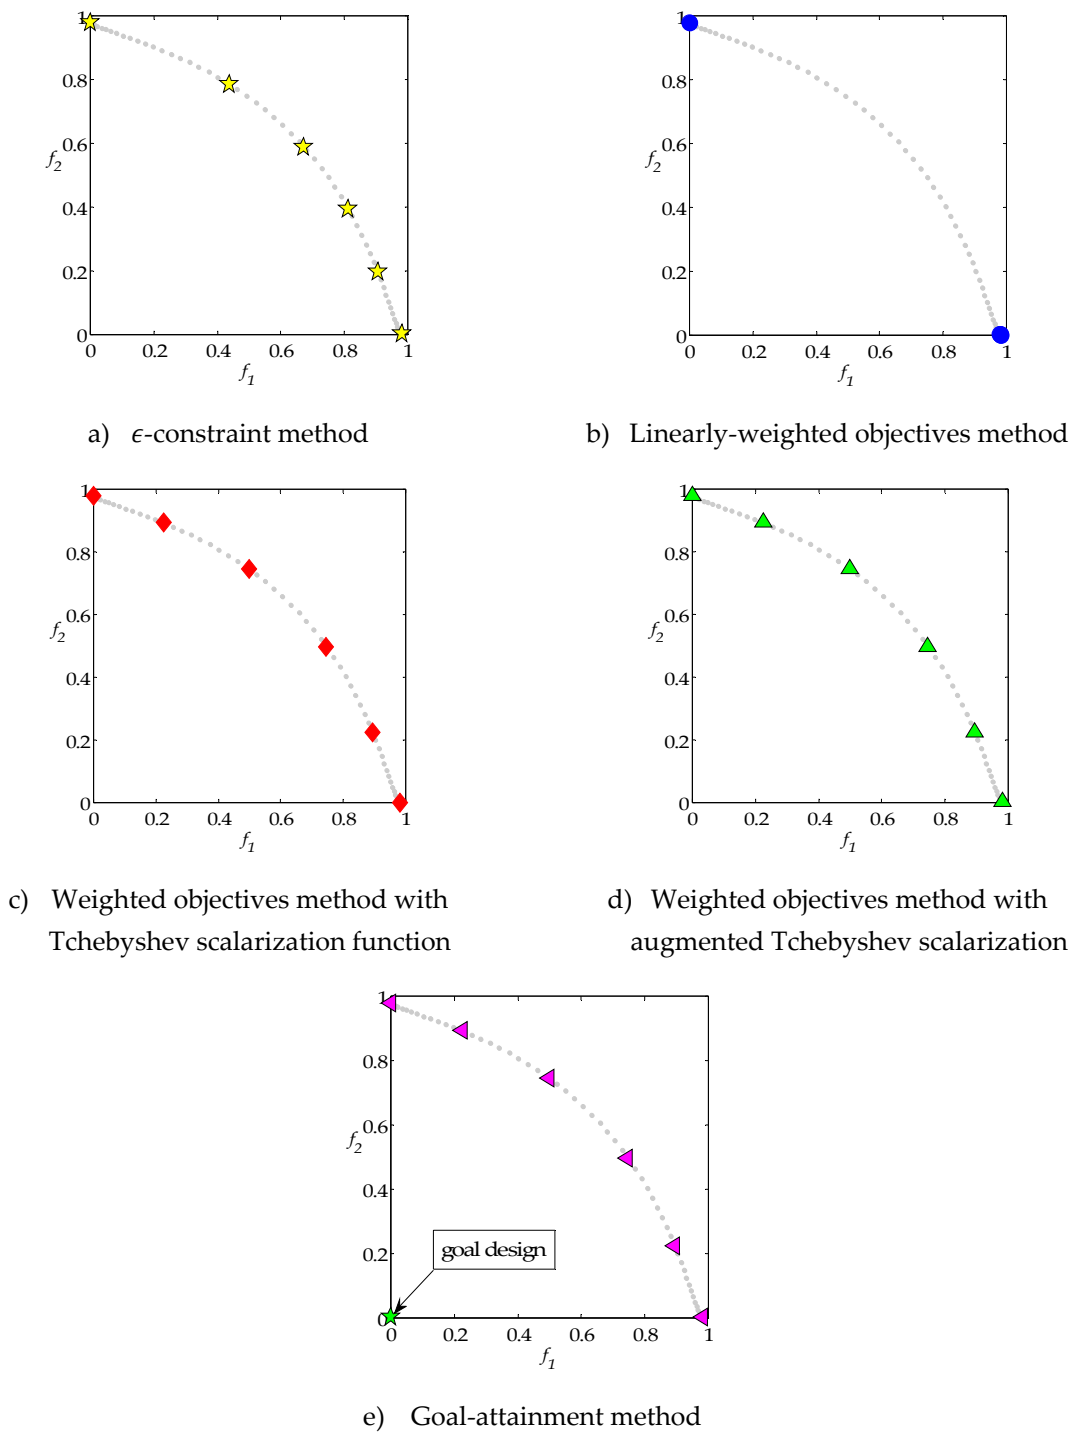 1
0.8
0.6
f2
0.4
0.2
0
0 0.2 0.4 0.6 0.8 1
f1
a) ϵ-constraint method
1
0.8
0.6
f2
0.4
0.2
0
0 0.2 0.4 0.6 0.8 1
f1
b) Linearly-weighted objectives method
1
0.8
0.6
f2
0.4
0.2
0
0 0.2 0.4 0.6 0.8 1
f1
c) Weighted objectives method with
Tchebyshev scalarization function
1
0.8
0.6
f2
0.4
0.2
0
0 0.2 0.4 0.6 0.8 1
f1
d) Weighted objectives method with
augmented Tchebyshev scalarization
1
0.8
0.6
f2
0.4
0.2
goal design
0
0 0.2 0.4 0.6 0.8 1
f1
e) Goal-attainment method